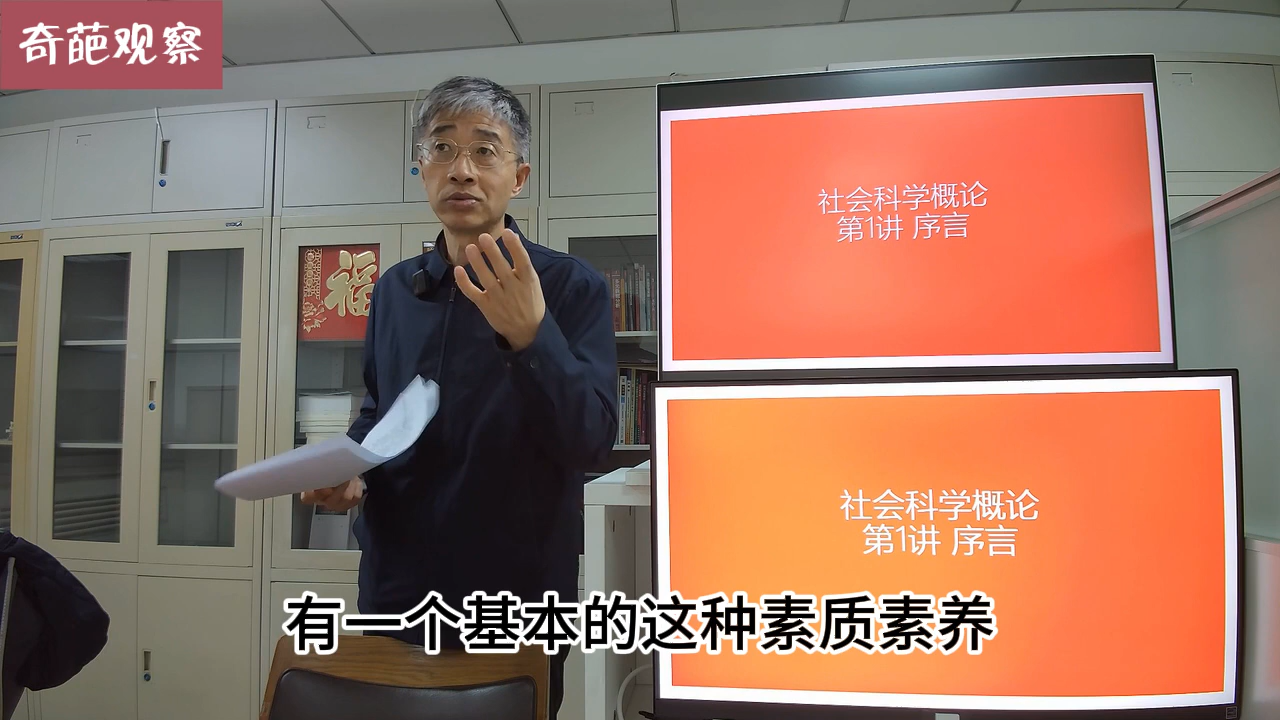 奇葩观察
福
社会科学概论
第1讲 序言
社会科学概论
第1讲 序言
有一个基本的这种素质素养